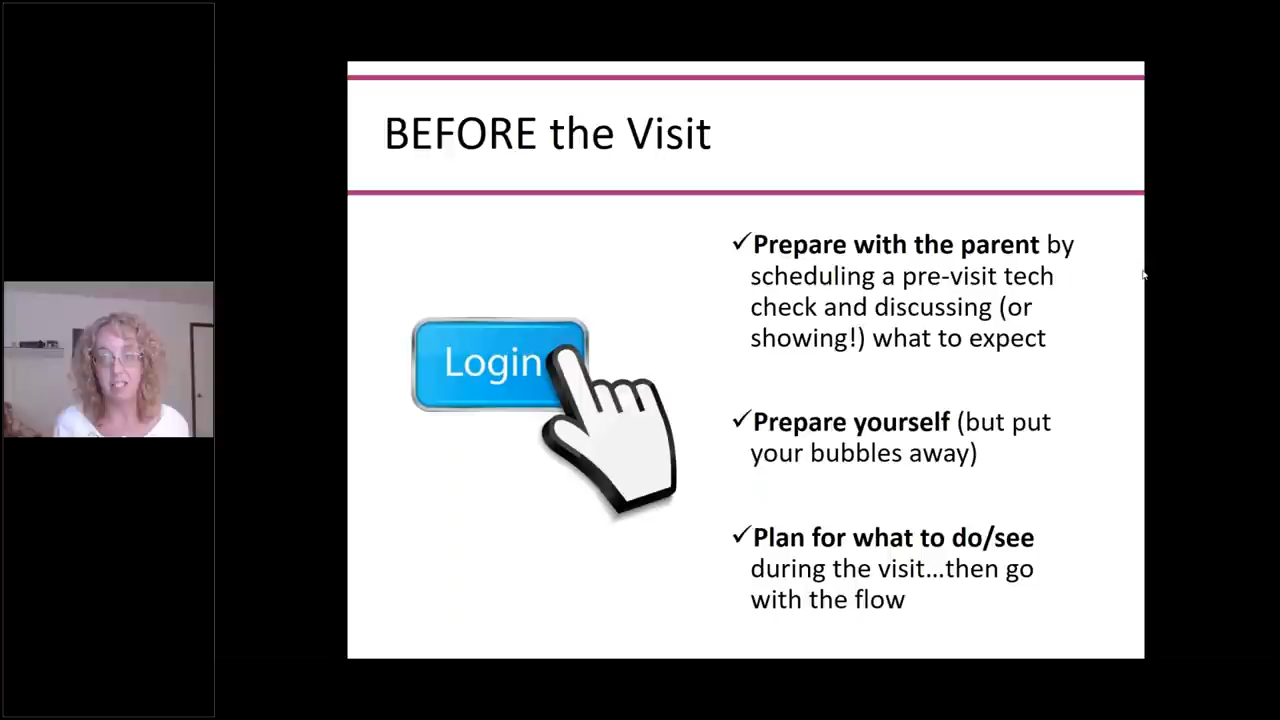 BEFORE the Visit
Login
✓Prepare with the parent by
scheduling a pre-visit tech
check and discussing (or
showing!) what to expect
✓Prepare yourself (but put
your bubbles away)
✓Plan for what to do/see
during the visit…then go
with the flow